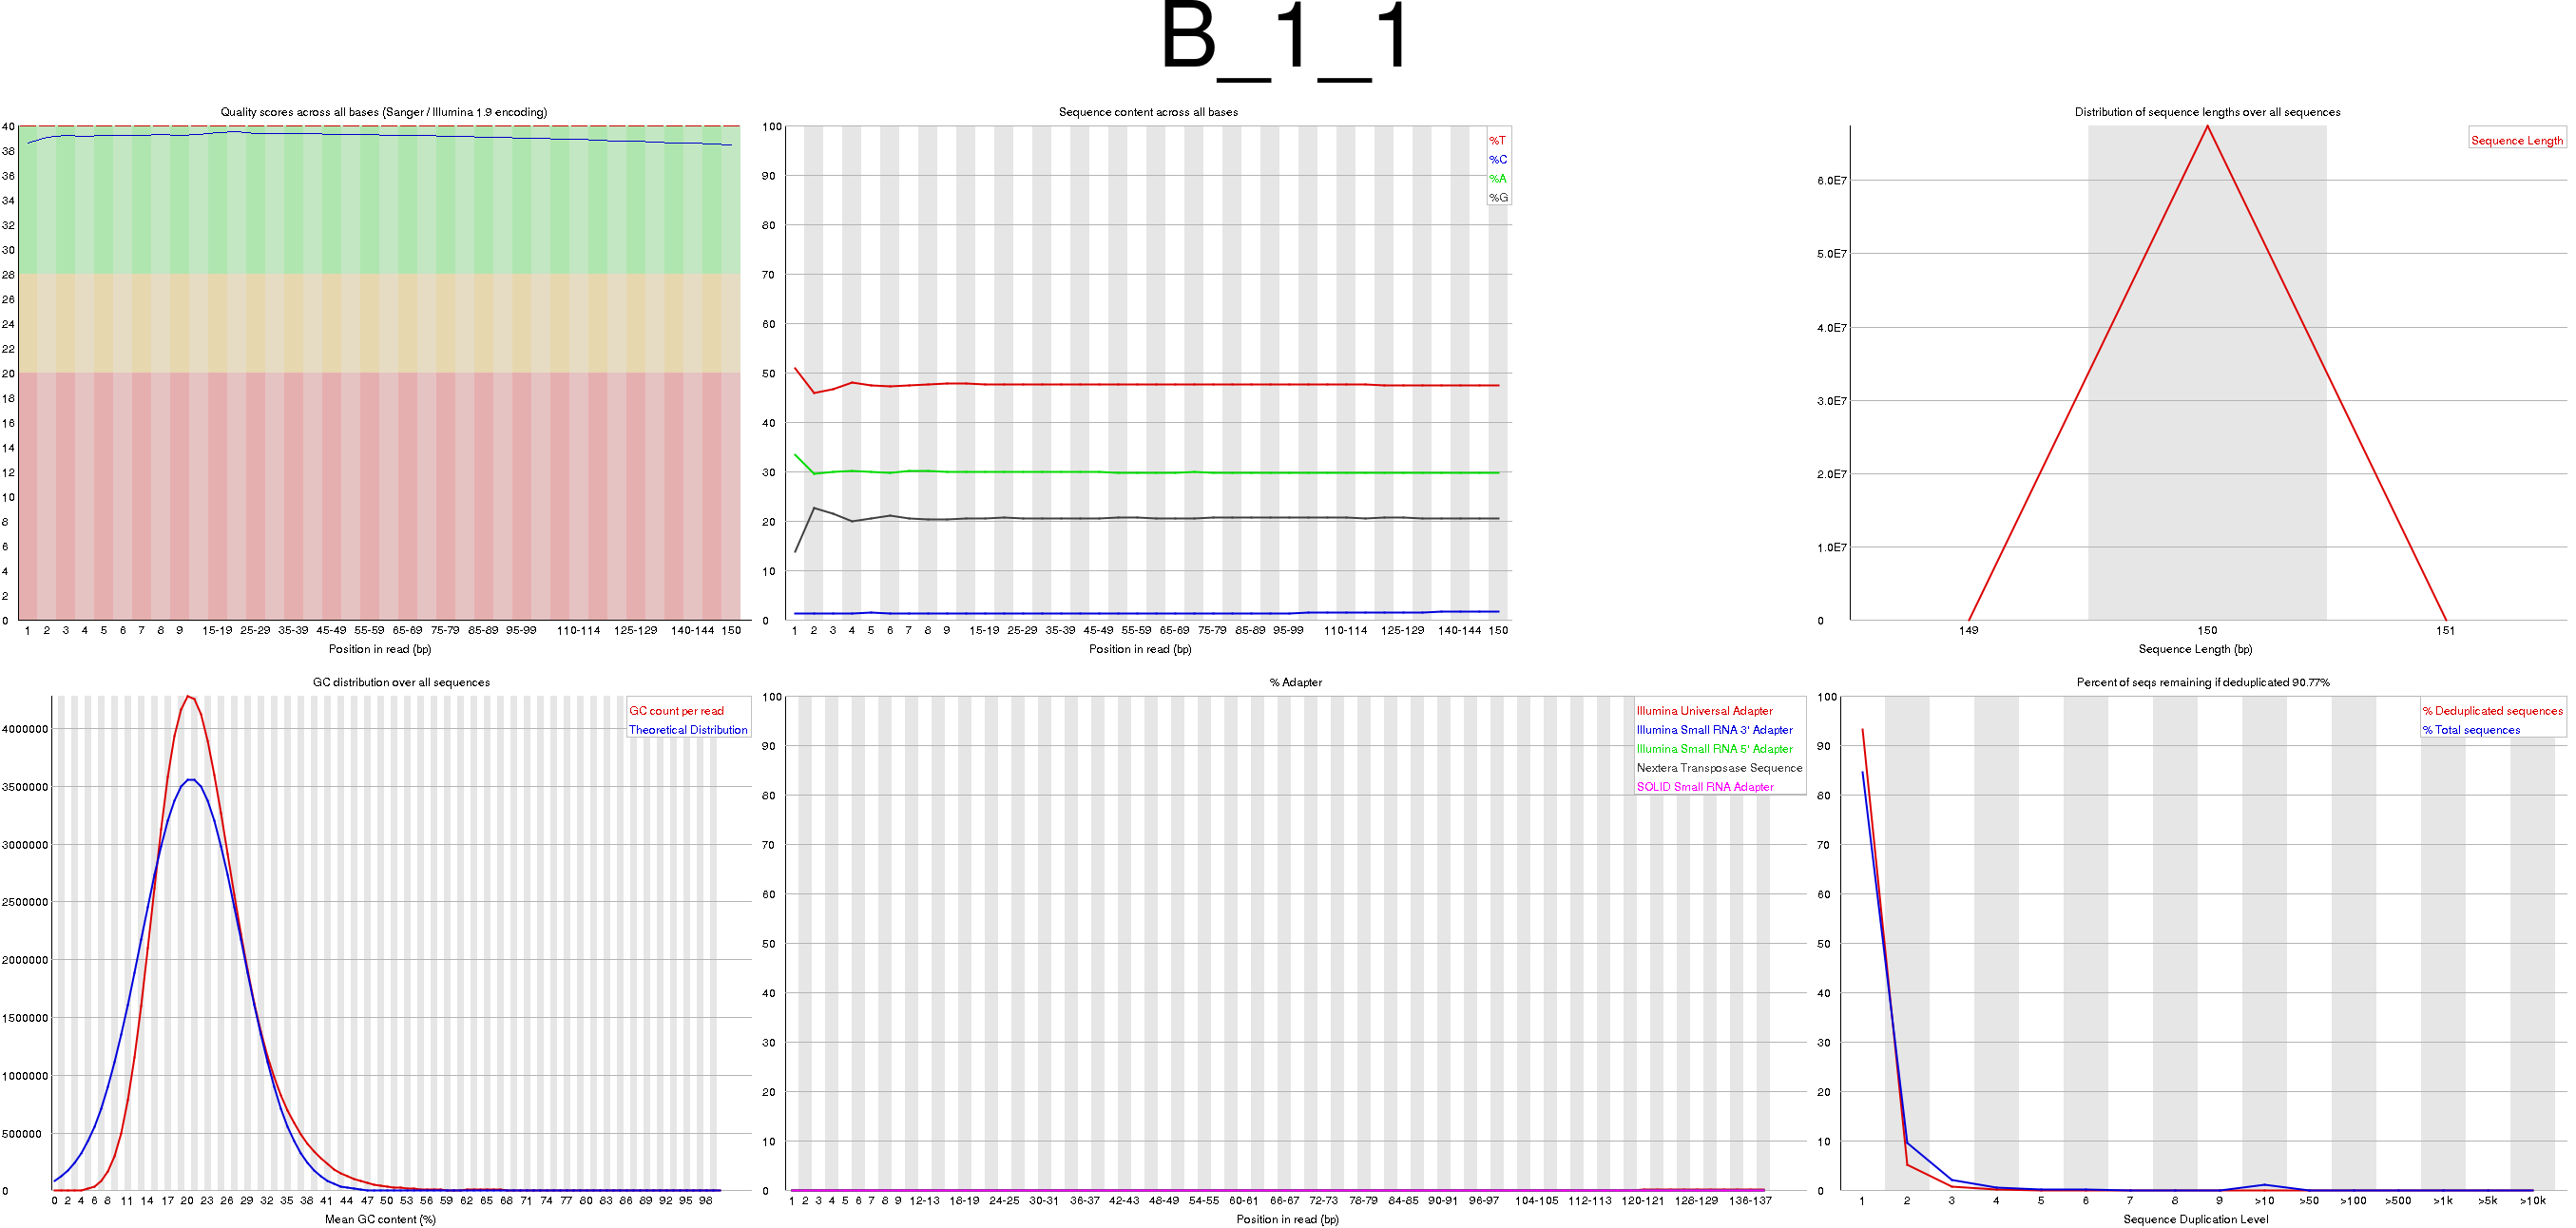 B_1_1
Quality scores across all bases (Sanger / Illumina 1.9 encoding)
40
38
36
34
32
30
28
26
24
22
20
18
16
14
12
10
8
6
4
2
0
1 2 3 4 5 6 7 8 9 15-19 25-29 35-39 45-49 55-59 65-69 75-79 85-89 95-99 110-114 125-129 140-144 150
Position in read (bp)
Sequence content across all bases
%T
%C
%A
%G
100
90
80
70
60
50
40
30
20
10
0
1 2 3 4 5 6 7 8 9 15-19 25-29 35-39 45-49 55-59 65-69 75-79 85-89 95-99 110-114 125-129 140-144 150
Position in read (bp)
Distribution of sequence lengths over all sequences
Sequence Length
6.0E7
5.0E7
4.0E7
3.0E7
2.0E7
1.0E7
0
149 150 151
Sequence Length (bp)
GC distribution over all sequences
GC count per read
Theoretical Distribution
4000000
3500000
3000000
2500000
2000000
1500000
1000000
500000
0
0 2 4 6 8 11 14 17 20 23 26 29 32 35 38 41 44 47 50 53 56 59 62 65 68 71 74 77 80 83 86 89 92 95 98
Mean GC content (%)
% Adapter
Illumina Universal Adapter
Illumina Small RNA 3' Adapter
Illumina Small RNA 5' Adapter
Nextera Transposase Sequence
SOLID Small RNA Adapter
100
90
80
70
60
50
40
30
20
10
0
1 2 3 4 5 6 7 8 9 12-13 18-19 24-25 30-31 36-37 42-43 48-49 54-55 60-61 66-67 72-73 78-79 84-85 90-91 96-97 104-105 112-113 120-121 128-129 136-137
Position in read (bp)
Percent of seqs remaining if deduplicated 90.77%
% Deduplicated sequences
% Total sequences
100
90
80
70
60
50
40
30
20
10
0
1 2 3 4 5 6 7 8 9 >10 >50 >100 >500 >1k >5k >10k
Sequence Duplication Level